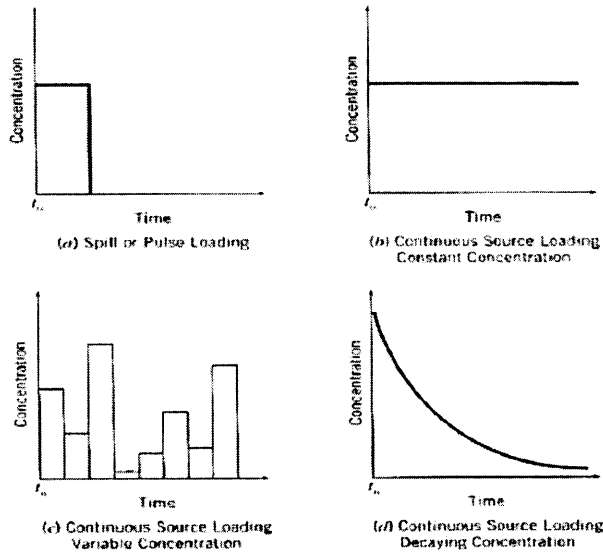 Concentration
t₀
Time
(a) Spill or Pulse Loading
Concentration
t₀
Time
(b) Continuous Source Loading
Constant Concentration
Concentration
t₀
Time
(c) Continuous Source Loading
Variable Concentration
Concentration
t₀
Time
(d) Continuous Source Loading
Decaying Concentration